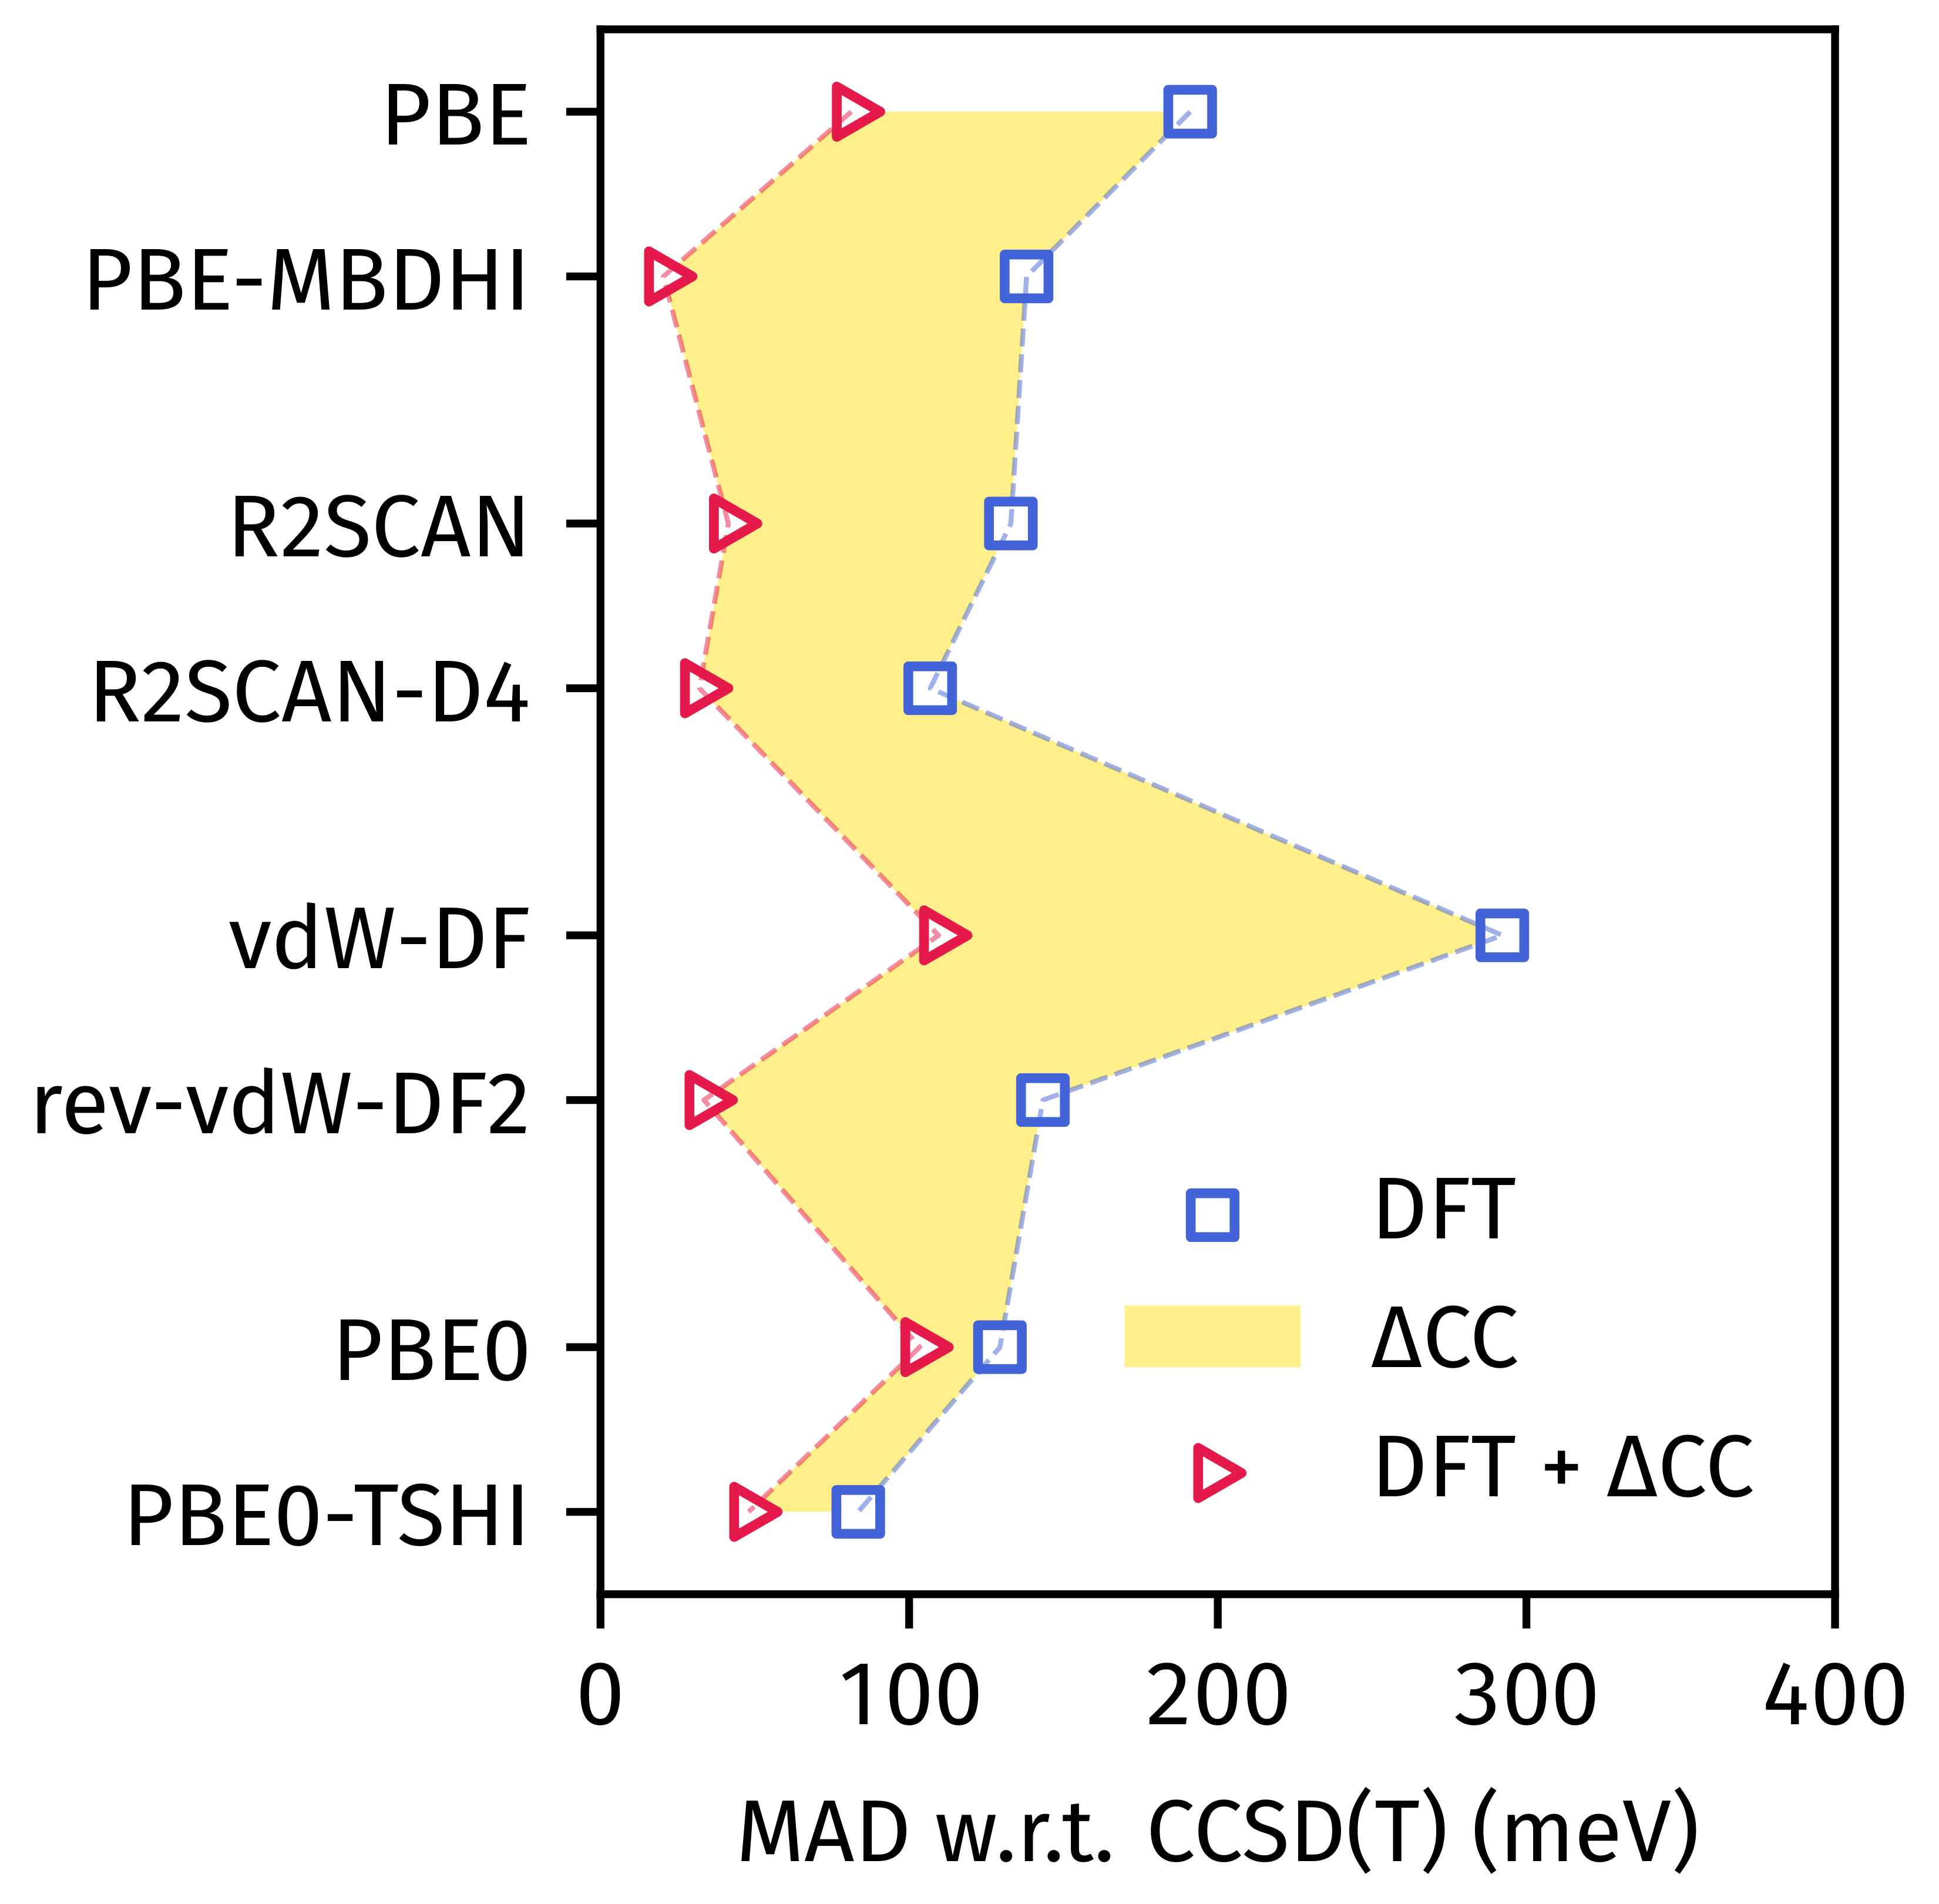 PBE
PBE-MBDHI
R2SCAN
R2SCAN-D4
vdW-DF
rev-vdW-DF2
PBE0
PBE0-TSHI
DFT
ΔCC
DFT + ΔCC
0 100 200 300 400
MAD w.r.t. CCSD(T) (meV)